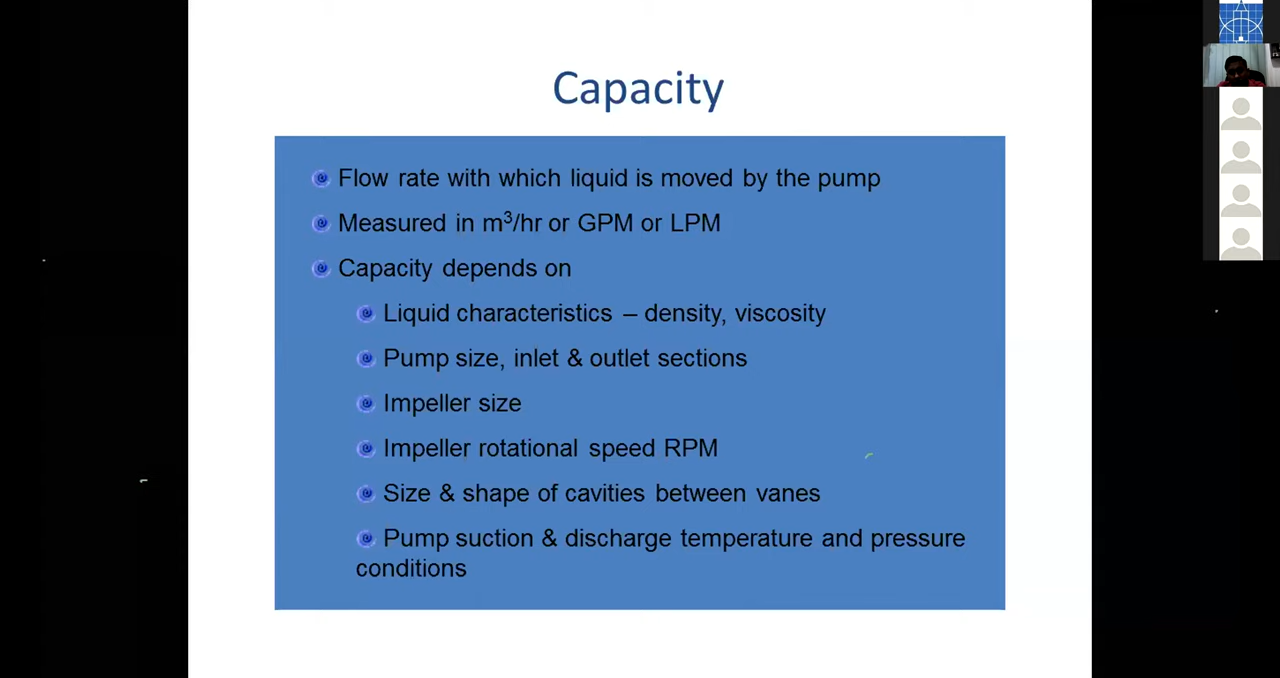 Capacity
Flow rate with which liquid is moved by the pump
Measured in m³/hr or GPM or LPM
Capacity depends on
Liquid characteristics – density, viscosity
Pump size, inlet & outlet sections
Impeller size
Impeller rotational speed RPM
Size & shape of cavities between vanes
Pump suction & discharge temperature and pressure
conditions